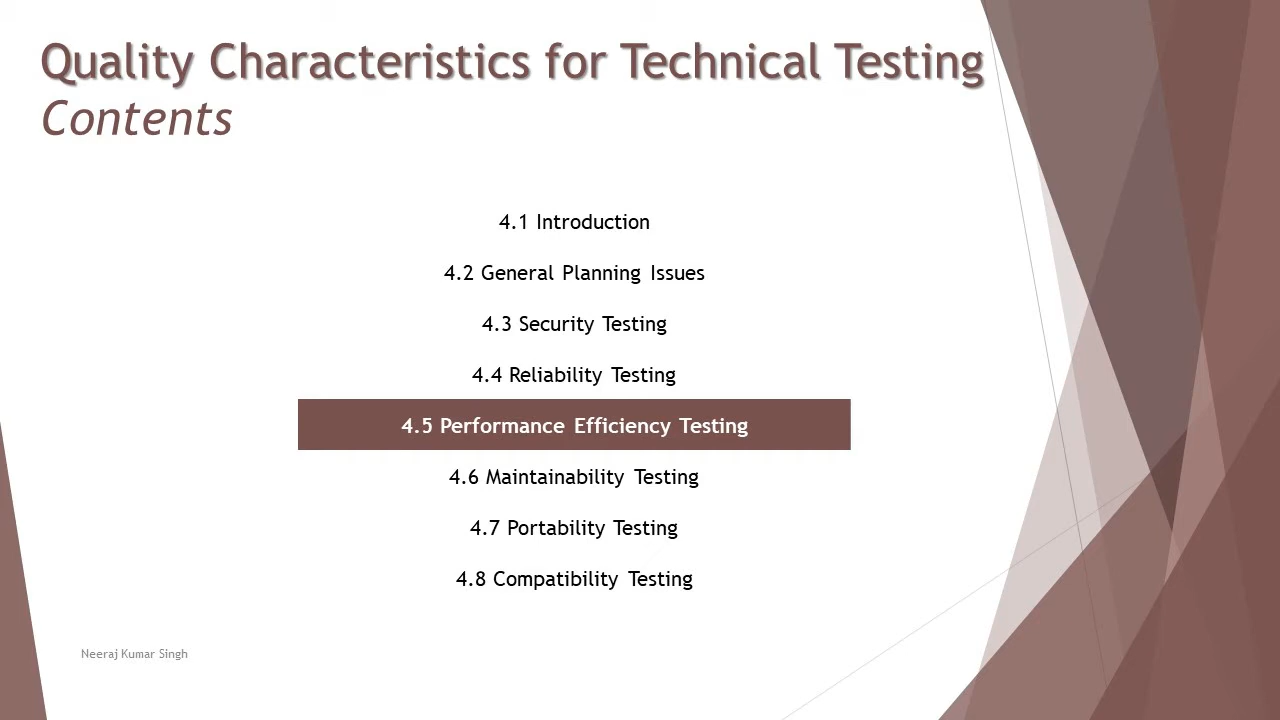 Quality Characteristics for Technical Testing
Contents
4.1 Introduction
4.2 General Planning Issues
4.3 Security Testing
4.4 Reliability Testing
4.5 Performance Efficiency Testing
4.6 Maintainability Testing
4.7 Portability Testing
4.8 Compatibility Testing
Neeraj Kumar Singh